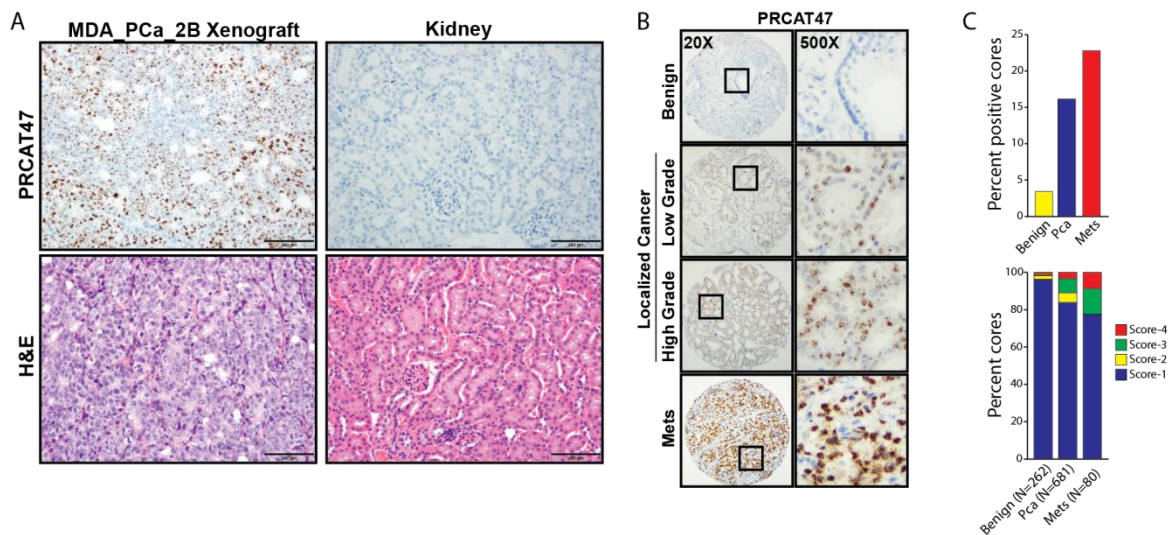 A
MDA_PCa_2B Xenograft
Kidney
PRCAT47
H&E
B
PRCAT47
20X
500X
Benign
Localized Cancer
Low Grade
High Grade
Mets
C
Percent positive cores
25
20
15
10
5
0
Benign
Pca
Mets
Percent cores
100
80
60
40
20
0
Score-4
Score-3
Score-2
Score-1
Benign (N=262)
Pca (N=681)
Mets (N=80)